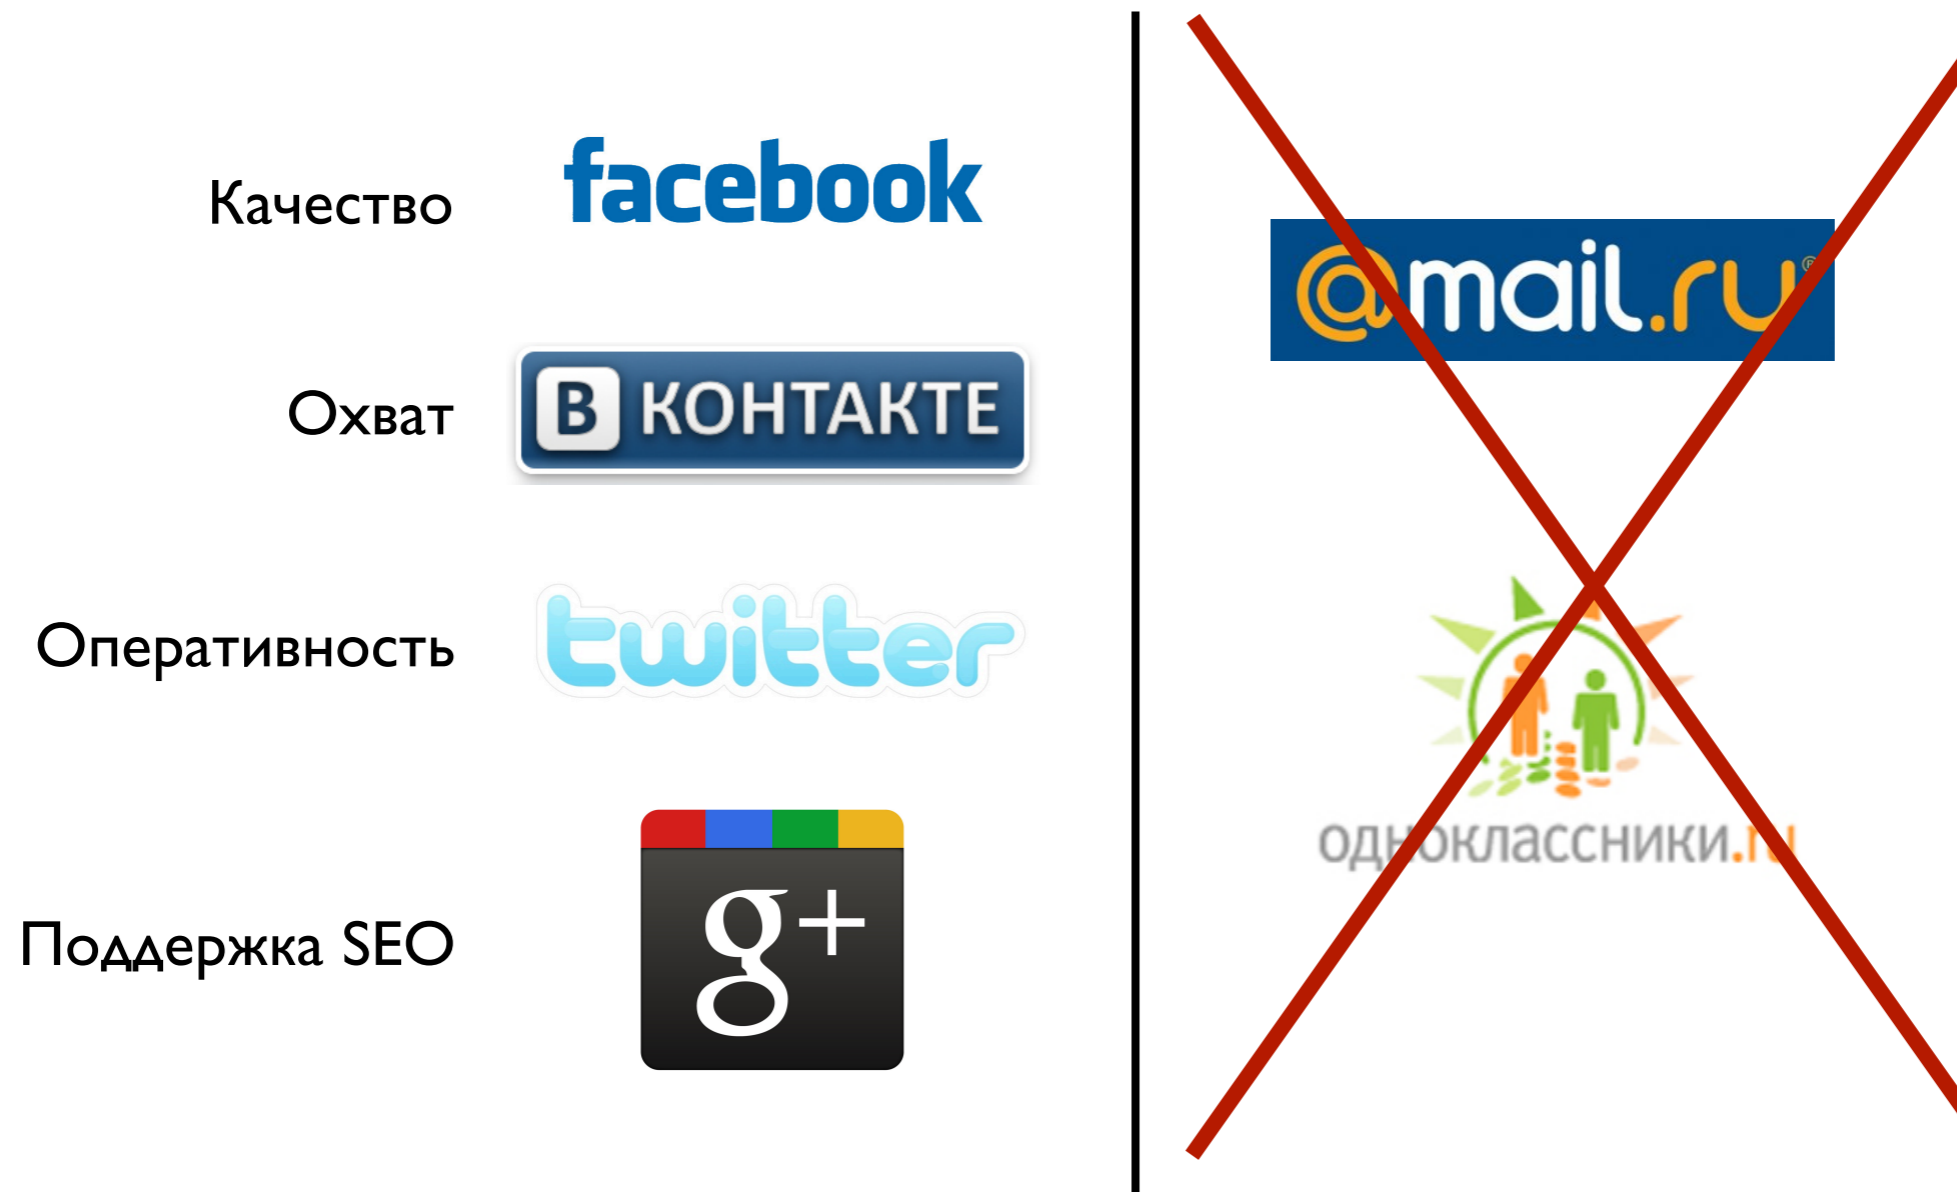 Качество facebook
Охват В КОНТАКТЕ
Оперативность twitter
Поддержка SEO g+
@mail.ru®
одноклассники.ru